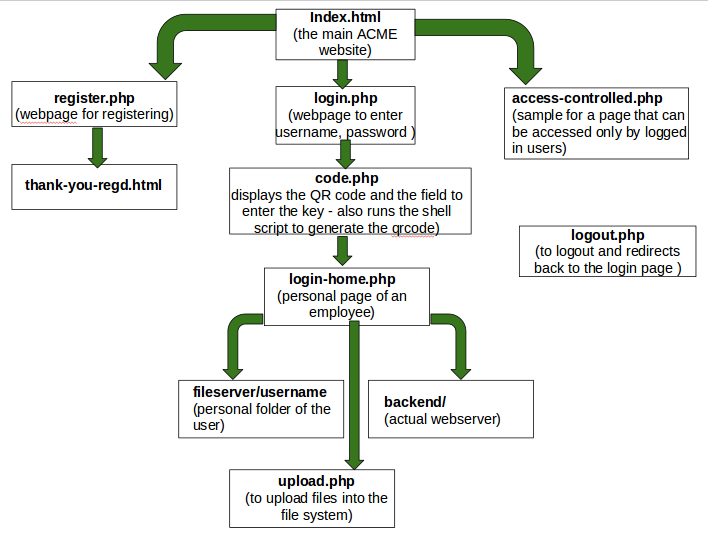 Index.html
(the main ACME
website)
register.php
(webpage for registering)
login.php
(webpage to enter
username, password )
access-controlled.php
(sample for a page that can
be accessed only by logged
in users)
thank-you-regd.html
code.php
displays the QR code and the field to
enter the key - also runs the shell
script to generate the qrcode)
logout.php
(to logout and redirects
back to the login page )
login-home.php
(personal page of an
employee)
fileserver/username
(personal folder of the
user)
backend/
(actual webserver)
upload.php
(to upload files into the
file system)